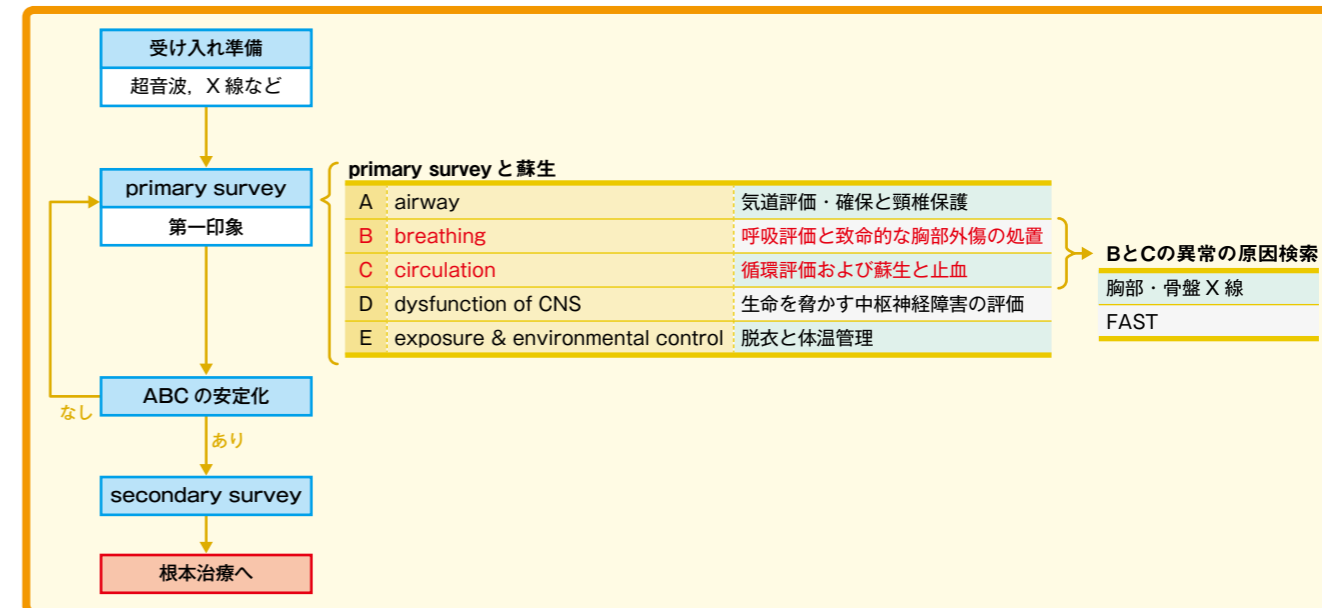 受け入れ準備
超音波，X 線など
primary survey
第一印象
ABC の安定化
なし
あり
secondary survey
根本治療へ
primary survey と蘇生
A airway 気道評価・確保と頸椎保護
B breathing 呼吸評価と致命的な胸部外傷の処置
C circulation 循環評価および蘇生と止血
D dysfunction of CNS 生命を脅かす中枢神経障害の評価
E exposure & environmental control 脱衣と体温管理
BとCの異常の原因検索
胸部・骨盤 X 線
FAST